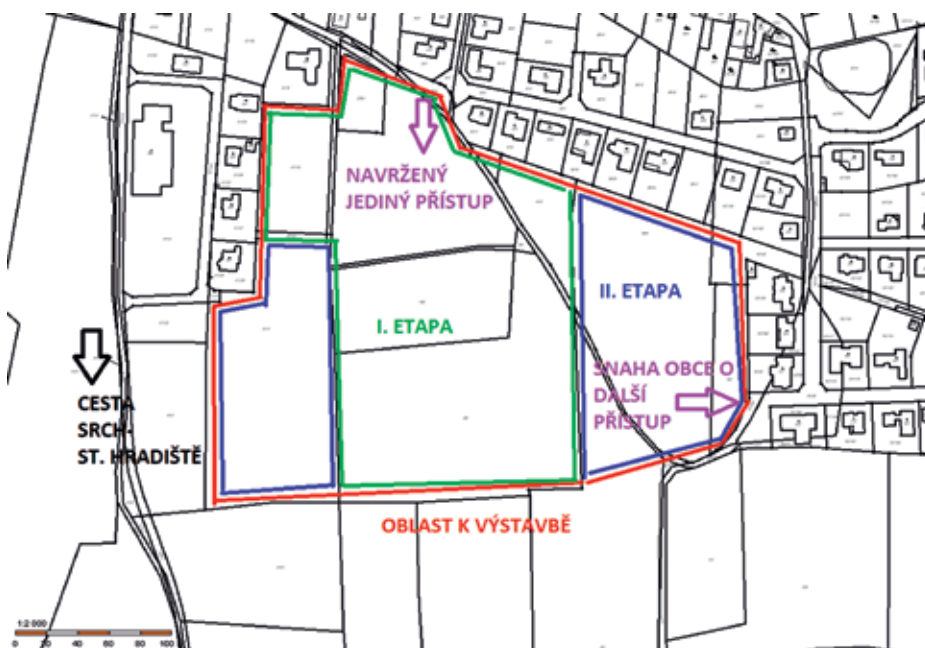 NAVRŽENÝ
JEDINÝ PŘÍSTUP
I. ETAPA
II. ETAPA
SNAHA OBCE O
DALŠÍ
PŘÍSTUP
CESTA
SRCH-
ST. HRADIŠTĚ
OBLAST K VÝSTAVBĚ
1:2 000
0 20 40 60 80 100